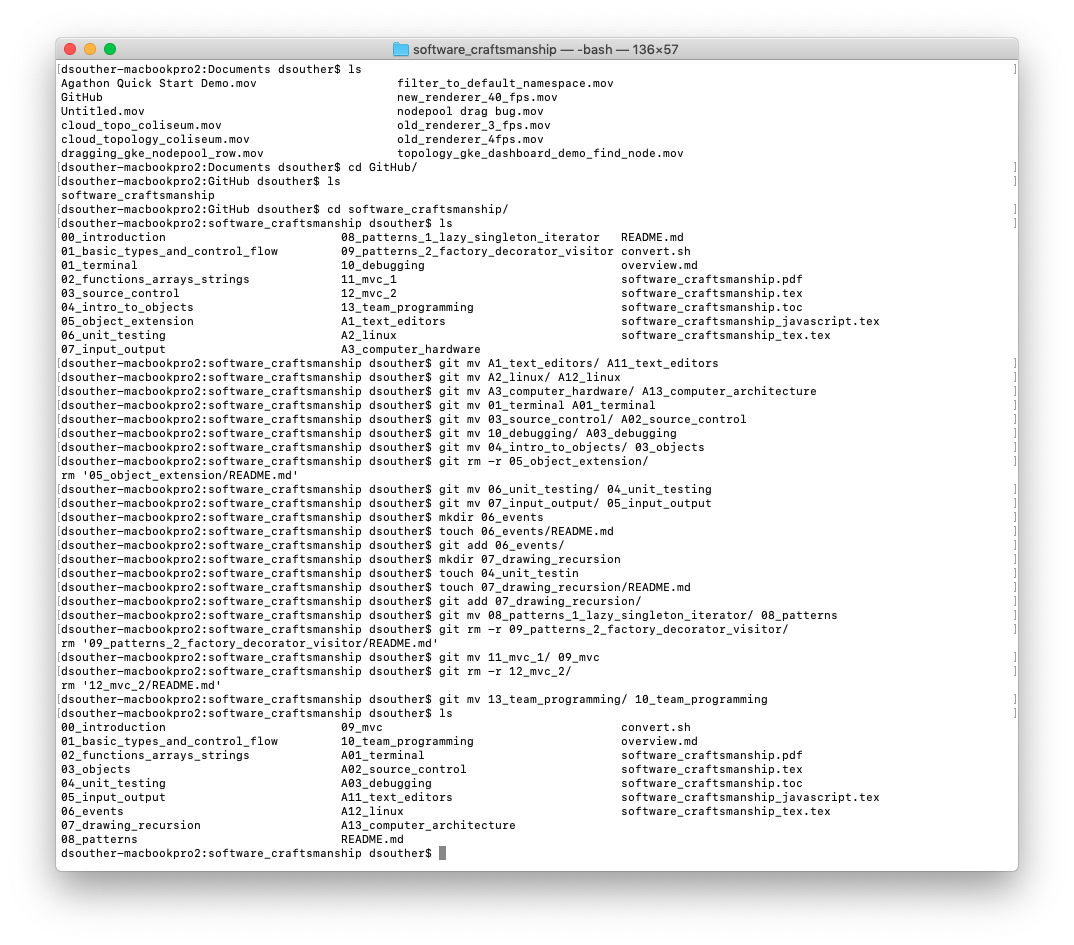 software_craftsmanship — -bash — 136×57
[dsouther-macbookpro2:Documents dsouther$ ls ]
Agathon Quick Start Demo.mov filter_to_default_namespace.mov
GitHub new_renderer_40_fps.mov
Untitled.mov nodepool drag bug.mov
cloud_topo_coliseum.mov old_renderer_3_fps.mov
cloud_topology_coliseum.mov old_renderer_4fps.mov
dragging_gke_nodepool_row.mov topology_gke_dashboard_demo_find_node.mov
[dsouther-macbookpro2:Documents dsouther$ cd GitHub/ ]
[dsouther-macbookpro2:GitHub dsouther$ ls ]
software_craftsmanship
[dsouther-macbookpro2:GitHub dsouther$ cd software_craftsmanship/ ]
[dsouther-macbookpro2:software_craftsmanship dsouther$ ls ]
00_introduction 08_patterns_1_lazy_singleton_iterator README.md
01_basic_types_and_control_flow 09_patterns_2_factory_decorator_visitor convert.sh
01_terminal 10_debugging overview.md
02_functions_arrays_strings 11_mvc_1 software_craftsmanship.pdf
03_source_control 12_mvc_2 software_craftsmanship.tex
04_intro_to_objects 13_team_programming software_craftsmanship.toc
05_object_extension A1_text_editors software_craftsmanship_javascript.tex
06_unit_testing A2_linux software_craftsmanship_tex.tex
07_input_output A3_computer_hardware
[dsouther-macbookpro2:software_craftsmanship dsouther$ git mv A1_text_editors/ A11_text_editors ]
[dsouther-macbookpro2:software_craftsmanship dsouther$ git mv A2_linux/ A12_linux ]
[dsouther-macbookpro2:software_craftsmanship dsouther$ git mv A3_computer_hardware/ A13_computer_architecture ]
[dsouther-macbookpro2:software_craftsmanship dsouther$ git mv 01_terminal A01_terminal ]
[dsouther-macbookpro2:software_craftsmanship dsouther$ git mv 03_source_control/ A02_source_control ]
[dsouther-macbookpro2:software_craftsmanship dsouther$ git mv 10_debugging/ A03_debugging ]
[dsouther-macbookpro2:software_craftsmanship dsouther$ git mv 04_intro_to_objects/ 03_objects ]
[dsouther-macbookpro2:software_craftsmanship dsouther$ git rm -r 05_object_extension/ ]
rm '05_object_extension/README.md'
[dsouther-macbookpro2:software_craftsmanship dsouther$ git mv 06_unit_testing/ 04_unit_testing ]
[dsouther-macbookpro2:software_craftsmanship dsouther$ git mv 07_input_output/ 05_input_output ]
[dsouther-macbookpro2:software_craftsmanship dsouther$ mkdir 06_events ]
[dsouther-macbookpro2:software_craftsmanship dsouther$ touch 06_events/README.md ]
[dsouther-macbookpro2:software_craftsmanship dsouther$ git add 06_events/ ]
[dsouther-macbookpro2:software_craftsmanship dsouther$ mkdir 07_drawing_recursion ]
[dsouther-macbookpro2:software_craftsmanship dsouther$ touch 04_unit_testin ]
[dsouther-macbookpro2:software_craftsmanship dsouther$ touch 07_drawing_recursion/README.md ]
[dsouther-macbookpro2:software_craftsmanship dsouther$ git add 07_drawing_recursion/ ]
[dsouther-macbookpro2:software_craftsmanship dsouther$ git mv 08_patterns_1_lazy_singleton_iterator/ 08_patterns ]
[dsouther-macbookpro2:software_craftsmanship dsouther$ git rm -r 09_patterns_2_factory_decorator_visitor/ ]
rm '09_patterns_2_factory_decorator_visitor/README.md'
[dsouther-macbookpro2:software_craftsmanship dsouther$ git mv 11_mvc_1/ 09_mvc ]
[dsouther-macbookpro2:software_craftsmanship dsouther$ git rm -r 12_mvc_2/ ]
rm '12_mvc_2/README.md'
[dsouther-macbookpro2:software_craftsmanship dsouther$ git mv 13_team_programming/ 10_team_programming ]
[dsouther-macbookpro2:software_craftsmanship dsouther$ ls ]
00_introduction 09_mvc convert.sh
01_basic_types_and_control_flow 10_team_programming overview.md
02_functions_arrays_strings A01_terminal software_craftsmanship.pdf
03_objects A02_source_control software_craftsmanship.tex
04_unit_testing A03_debugging software_craftsmanship.toc
05_input_output A11_text_editors software_craftsmanship_javascript.tex
06_events A12_linux software_craftsmanship_tex.tex
07_drawing_recursion A13_computer_architecture
08_patterns README.md
dsouther-macbookpro2:software_craftsmanship dsouther$